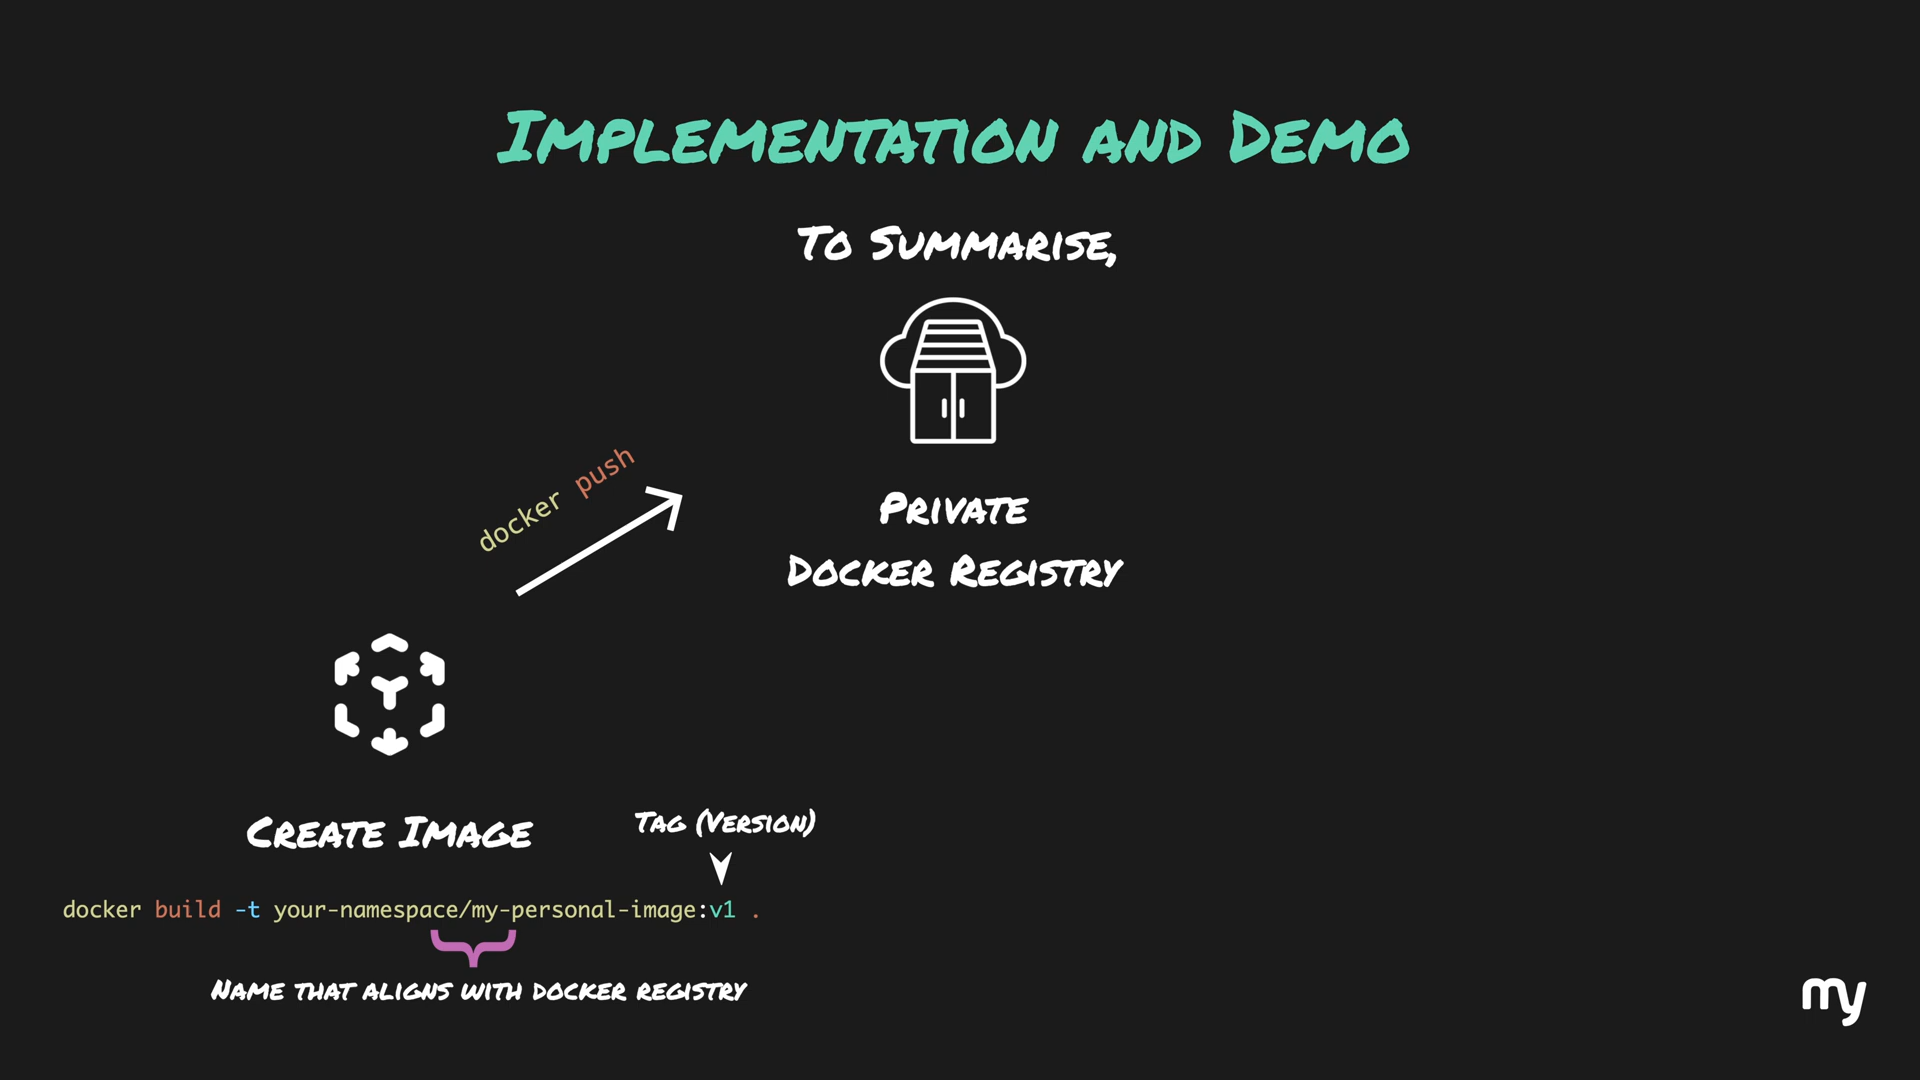 Implementation and Demo
To Summarise,
docker push
Private
Docker Registry
Create Image
Tag (Version)
docker build -t your-namespace/my-personal-image:v1 .
Name that aligns with docker registry
my